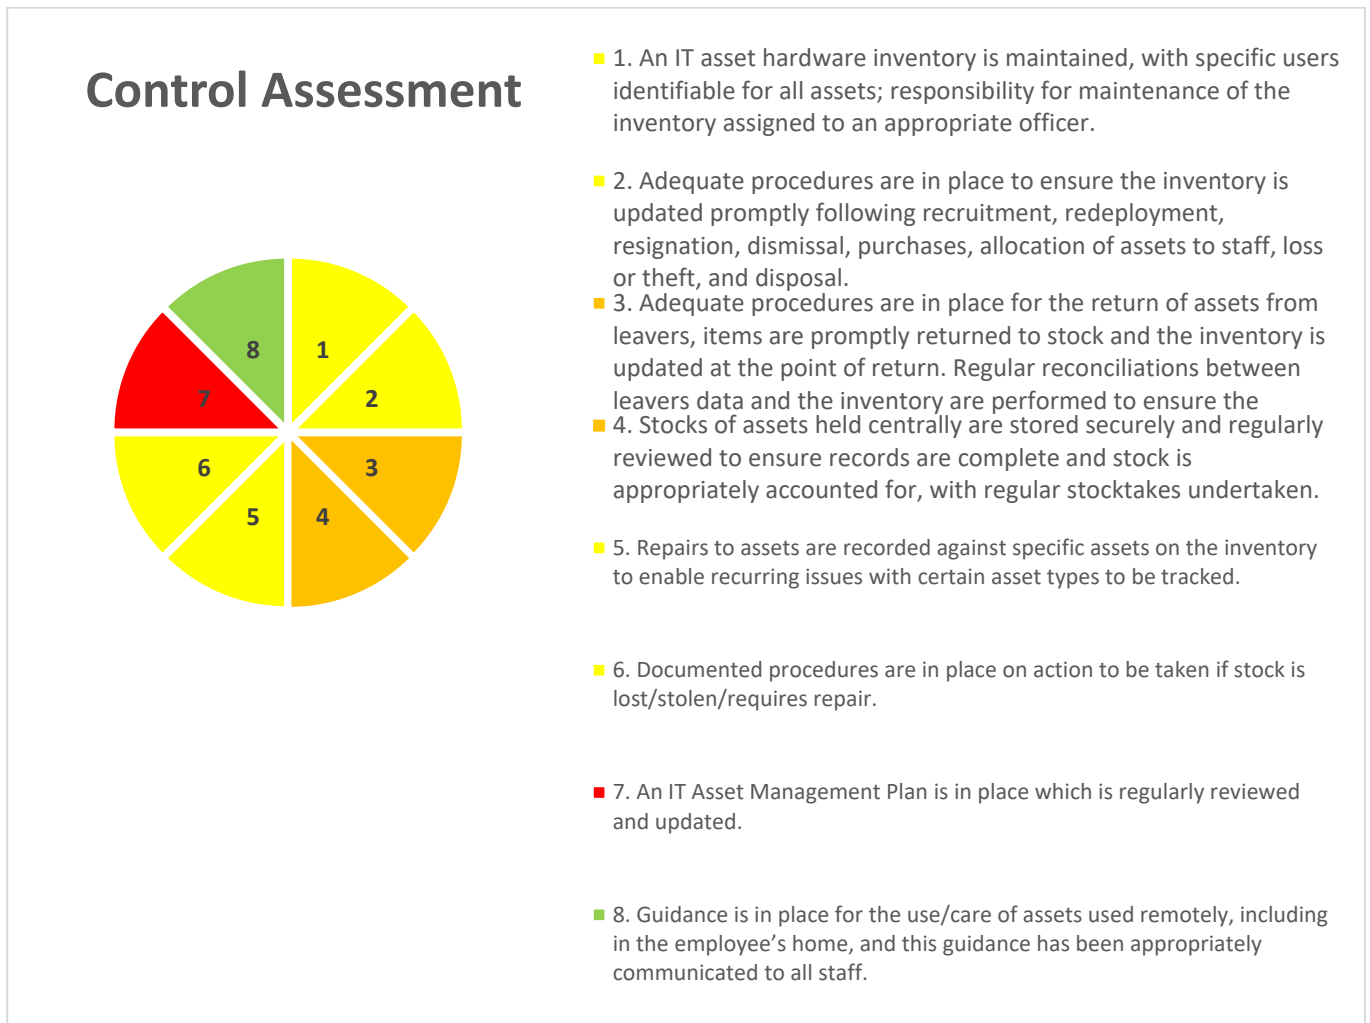 Control Assessment
1. An IT asset hardware inventory is maintained, with specific users
identifiable for all assets; responsibility for maintenance of the
inventory assigned to an appropriate officer.
2. Adequate procedures are in place to ensure the inventory is
updated promptly following recruitment, redeployment,
resignation, dismissal, purchases, allocation of assets to staff, loss
or theft, and disposal.
3. Adequate procedures are in place for the return of assets from
leavers, items are promptly returned to stock and the inventory is
updated at the point of return. Regular reconciliations between
leavers data and the inventory are performed to ensure the
4. Stocks of assets held centrally are stored securely and regularly
reviewed to ensure records are complete and stock is
appropriately accounted for, with regular stocktakes undertaken.
5. Repairs to assets are recorded against specific assets on the inventory
to enable recurring issues with certain asset types to be tracked.
6. Documented procedures are in place on action to be taken if stock is
lost/stolen/requires repair.
7. An IT Asset Management Plan is in place which is regularly reviewed
and updated.
8. Guidance is in place for the use/care of assets used remotely, including
in the employee’s home, and this guidance has been appropriately
communicated to all staff.
8 1
7 2
6 3
5 4